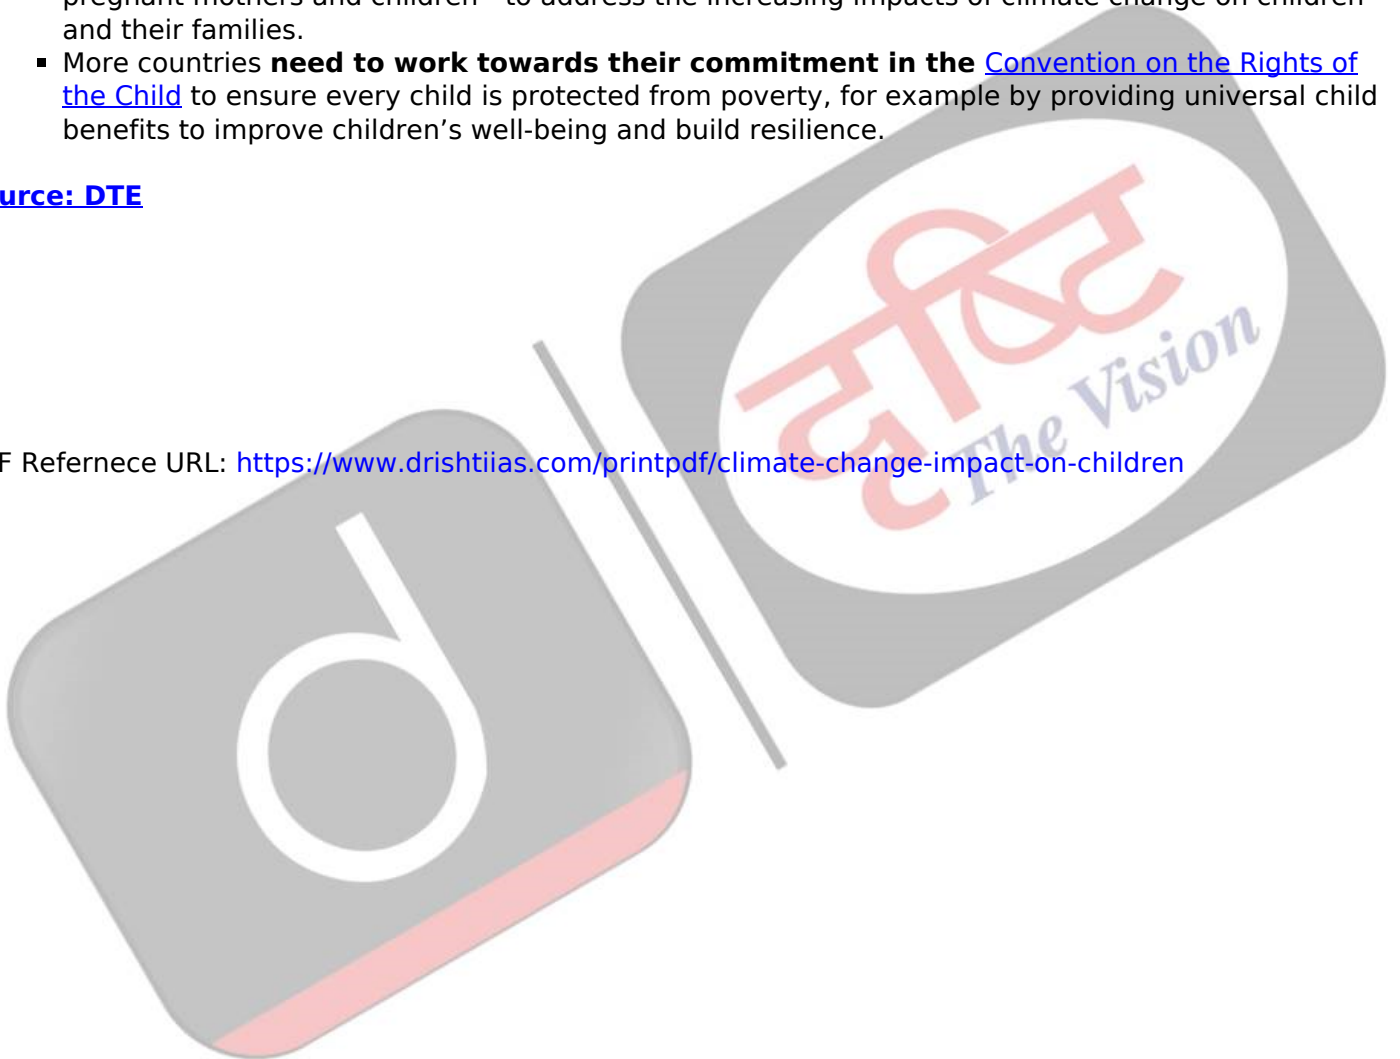 and their families.
▪ More countries need to work towards their commitment in the Convention on the Rights of
the Child to ensure every child is protected from poverty, for example by providing universal child
benefits to improve children’s well-being and build resilience.
urce: DTE
दृष्टि
The Vision
F Refernece URL: https://www.drishtiias.com/printpdf/climate-change-impact-on-children
d